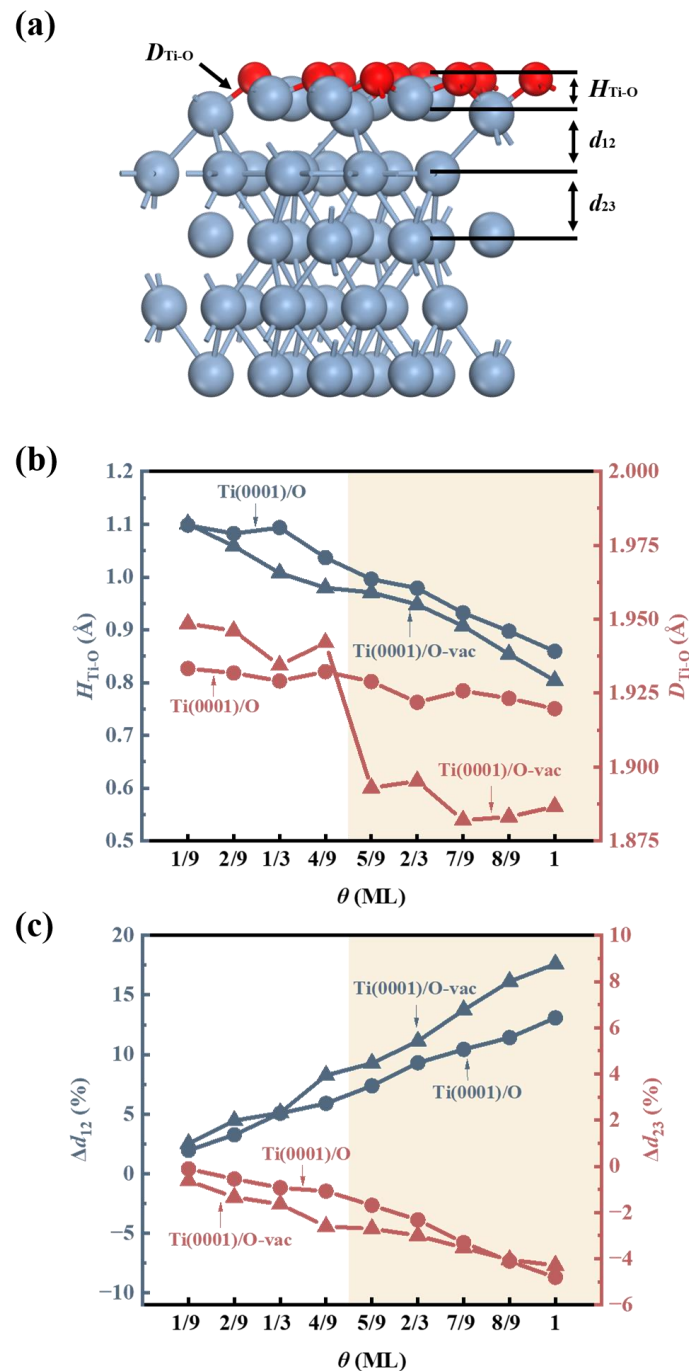 (a)
D Ti-O
H Ti-O
d12
d23
(b)
1.2
1.1
1.0
0.9
0.8
0.7
0.6
0.5
H Ti-O (Å)
2.000
1.975
1.950
1.925
1.900
1.875
D Ti-O (Å)
Ti(0001)/O
Ti(0001)/O-vac
Ti(0001)/O
Ti(0001)/O-vac
1/9 2/9 1/3 4/9 5/9 2/3 7/9 8/9 1
θ (ML)
(c)
20
15
10
5
0
−5
−10
Δd12 (%)
10
8
6
4
2
0
−2
−4
−6
Δd23 (%)
Ti(0001)/O-vac
Ti(0001)/O
Ti(0001)/O
Ti(0001)/O-vac
1/9 2/9 1/3 4/9 5/9 2/3 7/9 8/9 1
θ (ML)